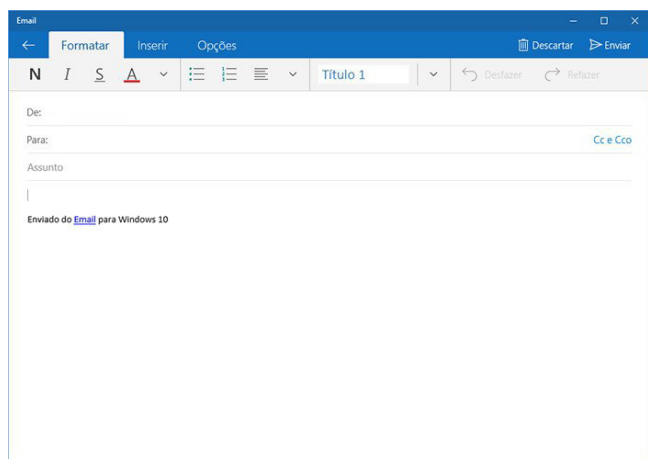 Email
Formatar Inserir Opções Descartar Enviar
N I S A Título 1 Desfazer Refazer
De:
Para: Cc e Cco
Assunto
Enviado do Email para Windows 10